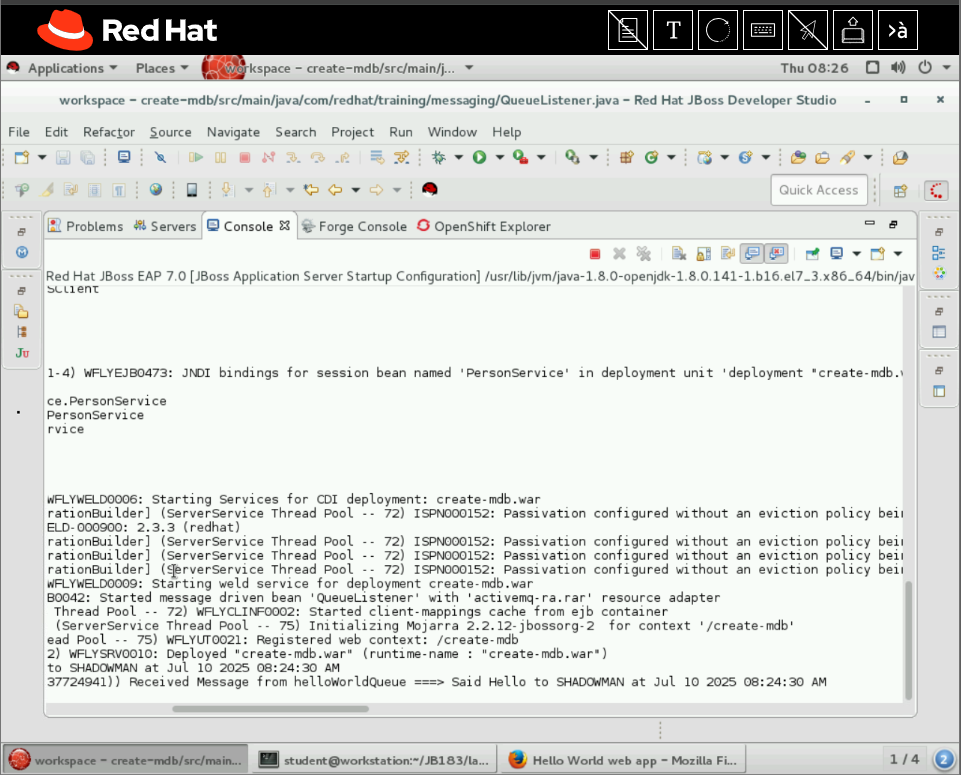 Red Hat
T
>à
Applications
Places
workspace – create-mdb/src/main/j...
Thu 08:26
workspace – create-mdb/src/main/java/com/redhat/training/messaging/QueueListener.java – Red Hat JBoss Developer Studio
File Edit Refactor Source Navigate Search Project Run Window Help
Quick Access
Problems Servers Console Forge Console OpenShift Explorer
Red Hat JBoss EAP 7.0 [JBoss Application Server Startup Configuration] /usr/lib/jvm/java-1.8.0-openjdk-1.8.0.141-1.b16.el7_3.x86_64/bin/jav
SClient
1-4) WFLYEJB0473: JNDI bindings for session bean named 'PersonService' in deployment unit 'deployment "create-mdb.w
ce.PersonService
PersonService
rvice
WFLYWELD0006: Starting Services for CDI deployment: create-mdb.war
rationBuilder] (ServerService Thread Pool -- 72) ISPN000152: Passivation configured without an eviction policy bein
ELD-000900: 2.3.3 (redhat)
rationBuilder] (ServerService Thread Pool -- 72) ISPN000152: Passivation configured without an eviction policy bein
rationBuilder] (ServerService Thread Pool -- 72) ISPN000152: Passivation configured without an eviction policy bein
rationBuilder] (ServerService Thread Pool -- 72) ISPN000152: Passivation configured without an eviction policy bein
WFLYWELD0009: Starting weld service for deployment create-mdb.war
B0042: Started message driven bean 'QueueListener' with 'activemq-ra.rar' resource adapter
Thread Pool -- 72) WFLYCLINF0002: Started client-mappings cache from ejb container
(ServerService Thread Pool -- 75) Initializing Mojarra 2.2.12-jbossorg-2  for context '/create-mdb'
ead Pool -- 75) WFLYUT0021: Registered web context: /create-mdb
2) WFLYSRV0010: Deployed "create-mdb.war" (runtime-name : "create-mdb.war")
to SHADOWMAN at Jul 10 2025 08:24:30 AM
37724941)) Received Message from helloWorldQueue ===> Said Hello to SHADOWMAN at Jul 10 2025 08:24:30 AM
Ju
workspace – create-mdb/src/main...
student@workstation:~/JB183/la...
Hello World web app – Mozilla Fi...
1 / 4
2